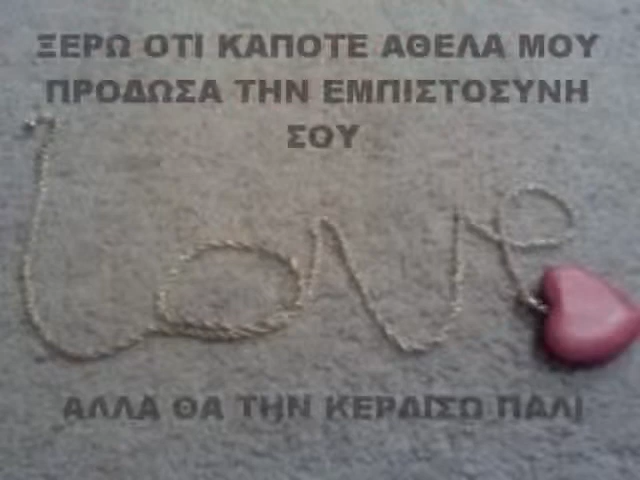 ΞΕΡΩ ΟΤΙ ΚΑΠΟΤΕ ΑΘΕΛΑ ΜΟΥ
ΠΡΟΔΩΣΑ ΤΗΝ ΕΜΠΙΣΤΟΣΥΝΗ
ΣΟΥ
love
ΑΛΛΑ ΘΑ ΤΗΝ ΚΕΡΔΙΣΩ ΠΑΛΙ